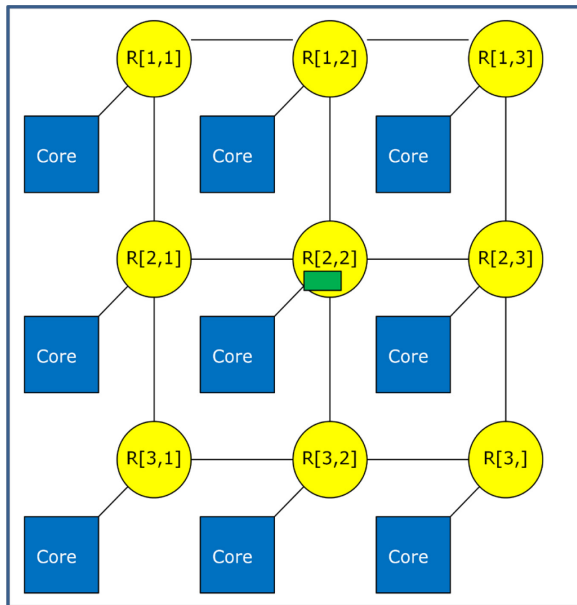 R[1,1]
R[1,2]
R[1,3]
Core
Core
Core
R[2,1]
R[2,2]
R[2,3]
Core
Core
Core
R[3,1]
R[3,2]
R[3,]
Core
Core
Core